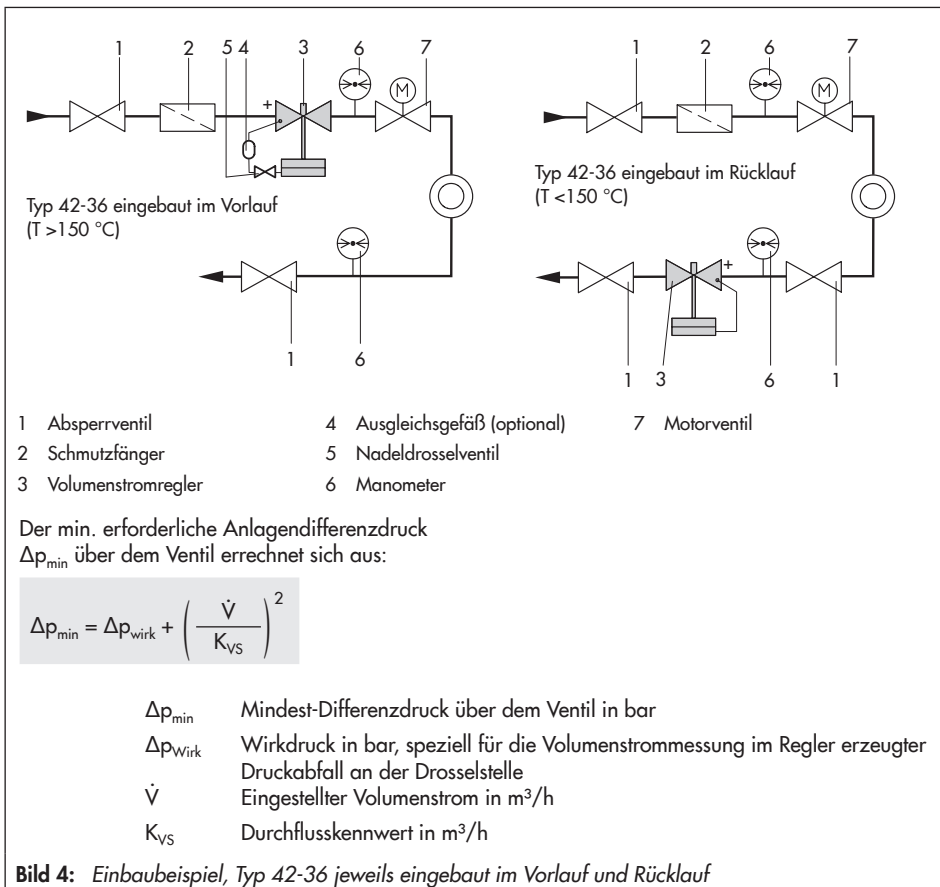 1 2 5 4 3 6 7
+
M
Typ 42-36 eingebaut im Vorlauf
(T >150 °C)
1 6
1 2 6 7
M
Typ 42-36 eingebaut im Rücklauf
(T <150 °C)
+
1 3 6 1
1 Absperrventil
2 Schmutzfänger
3 Volumenstromregler
4 Ausgleichsgefäß (optional)
5 Nadeldrosselventil
6 Manometer
7 Motorventil
Der min. erforderliche Anlagendifferenzdruck
Δpmin über dem Ventil errechnet sich aus:
Δpmin = Δpwirk + ( V̇ / KVS )²
Δpmin Mindest-Differenzdruck über dem Ventil in bar
ΔpWirk Wirkdruck in bar, speziell für die Volumenstrommessung im Regler erzeugter
Druckabfall an der Drosselstelle
V̇ Eingestellter Volumenstrom in m³/h
KVS Durchflusskennwert in m³/h
Bild 4: Einbaubeispiel, Typ 42-36 jeweils eingebaut im Vorlauf und Rücklauf